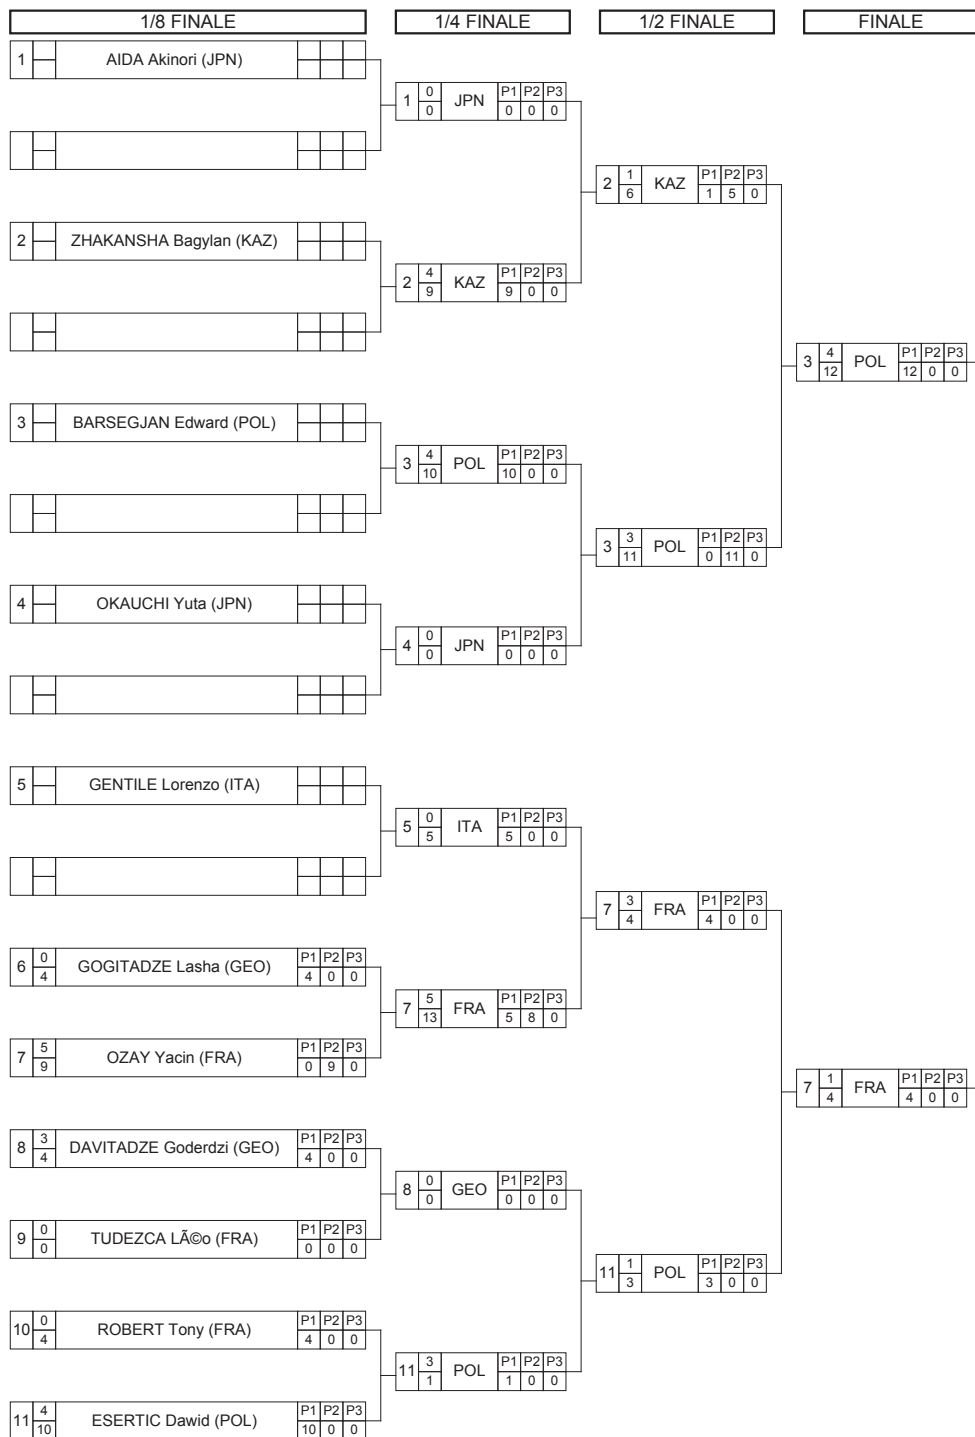 1/8 FINALE 1/4 FINALE 1/2 FINALE FINALE
1 AIDA Akinori (JPN)
1 0 JPN P1 P2 P3
0 0 0 0
2 1 KAZ P1 P2 P3
6 1 5 0
2 ZHAKANSHA Bagylan (KAZ)
2 4 KAZ P1 P2 P3
9 9 0 0
3 4 POL P1 P2 P3
12 12 0 0
3 BARSEGJAN Edward (POL)
3 4 POL P1 P2 P3
10 10 0 0
3 3 POL P1 P2 P3
11 0 11 0
4 OKAUCHI Yuta (JPN)
4 0 JPN P1 P2 P3
0 0 0 0
5 GENTILE Lorenzo (ITA)
5 0 ITA P1 P2 P3
5 5 0 0
7 3 FRA P1 P2 P3
4 4 0 0
6 0 GOGITADZE Lasha (GEO) P1 P2 P3
4 4 0 0
7 5 FRA P1 P2 P3
13 5 8 0
7 5 OZAY Yacin (FRA) P1 P2 P3
9 0 9 0
7 1 FRA P1 P2 P3
4 4 0 0
8 3 DAVITADZE Goderdzi (GEO) P1 P2 P3
4 4 0 0
8 0 GEO P1 P2 P3
0 0 0 0
9 0 TUDEZCA LÃ©o (FRA) P1 P2 P3
0 0 0 0
11 1 POL P1 P2 P3
3 3 0 0
10 0 ROBERT Tony (FRA) P1 P2 P3
4 4 0 0
11 3 POL P1 P2 P3
1 1 0 0
11 4 ESERTIC Dawid (POL) P1 P2 P3
10 10 0 0